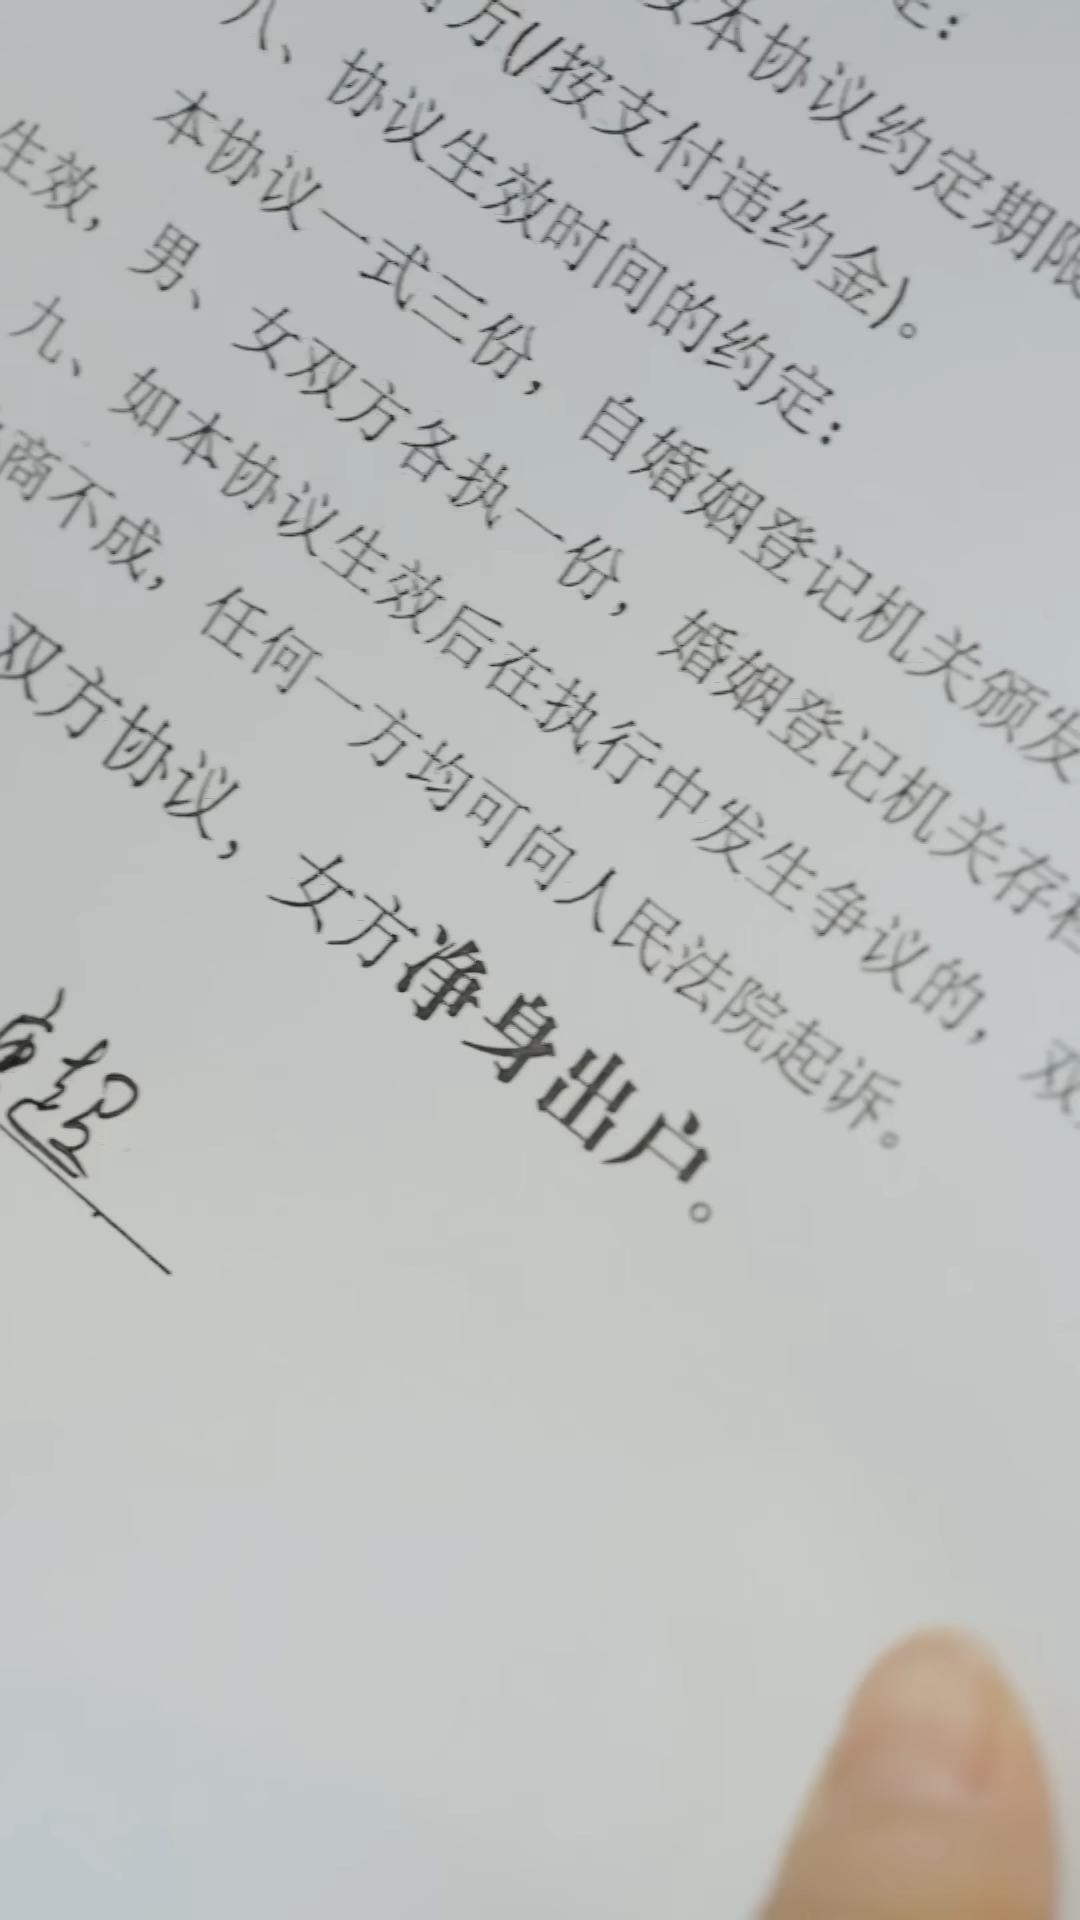 定：
按本协议约定期限
方(/按支付违约金)。
八、协议生效时间的约定：
本协议一式三份，自婚姻登记机关颁发
生效，男、女双方各执一份，婚姻登记机关存档
九、如本协议生效后在执行中发生争议的，双
商不成，任何一方均可向人民法院起诉。
双方协议，女方净身出户。